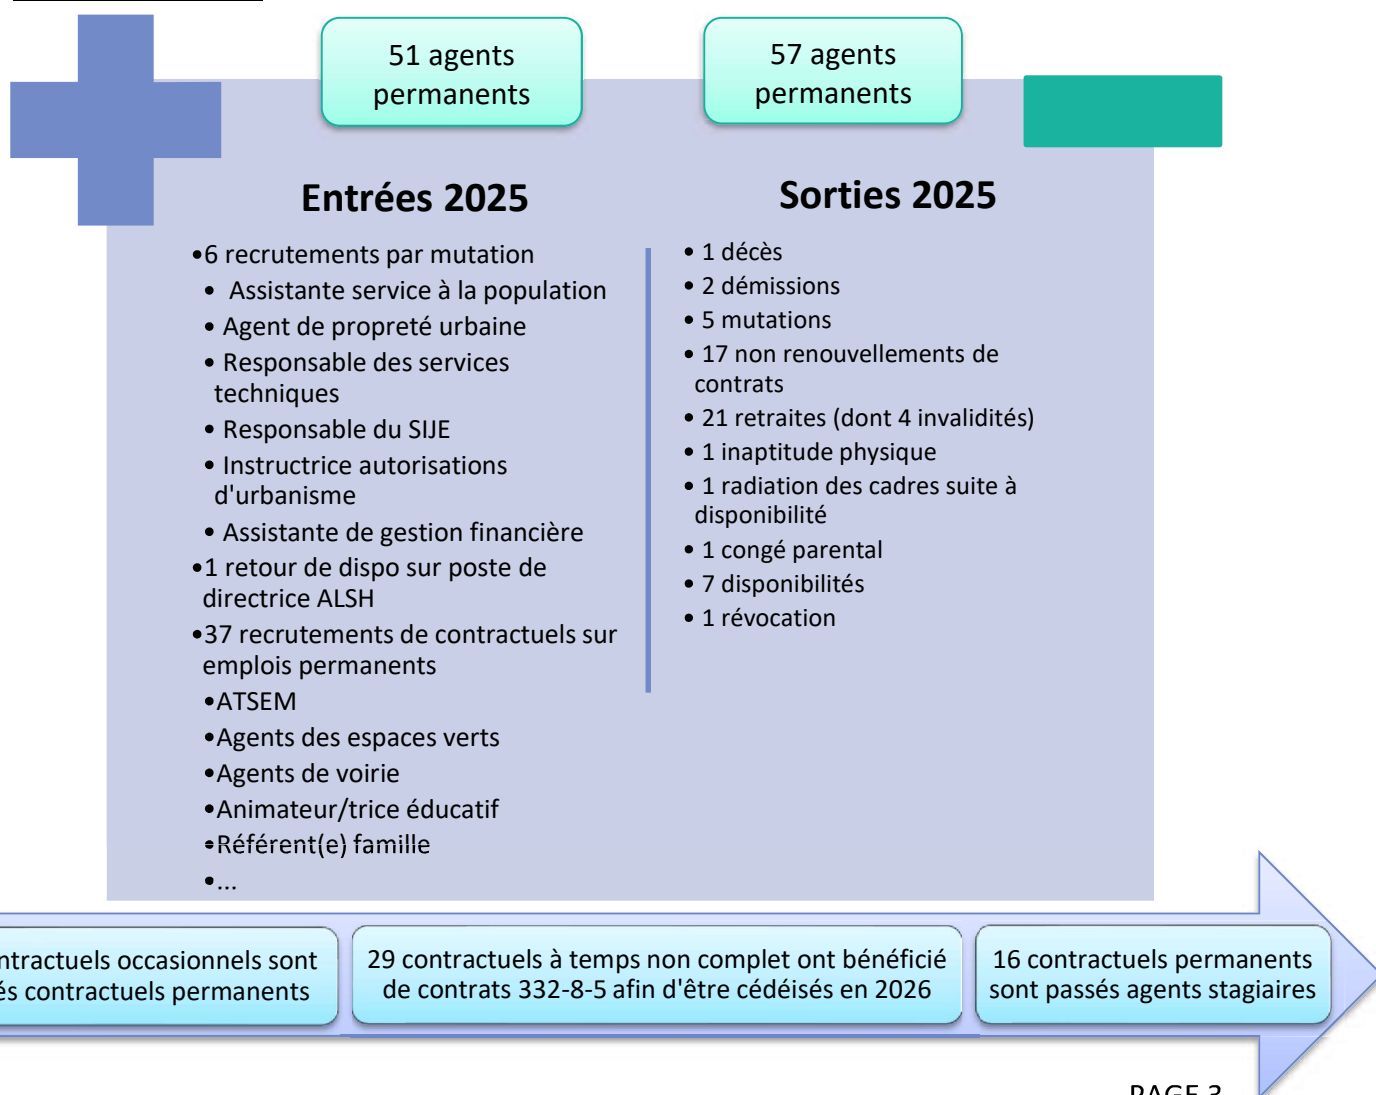 51 agents
permanents
57 agents
permanents
Entrées 2025
•6 recrutements par mutation
• Assistante service à la population
• Agent de propreté urbaine
• Responsable des services
techniques
• Responsable du SIJE
• Instructrice autorisations
d'urbanisme
• Assistante de gestion financière
•1 retour de dispo sur poste de
directrice ALSH
•37 recrutements de contractuels sur
emplois permanents
•ATSEM
•Agents des espaces verts
•Agents de voirie
•Animateur/trice éducatif
•Référent(e) famille
•...
Sorties 2025
• 1 décès
• 2 démissions
• 5 mutations
• 17 non renouvellements de
contrats
• 21 retraites (dont 4 invalidités)
• 1 inaptitude physique
• 1 radiation des cadres suite à
disponibilité
• 1 congé parental
• 7 disponibilités
• 1 révocation
ntractuels occasionnels sont
és contractuels permanents
29 contractuels à temps non complet ont bénéficié
de contrats 332-8-5 afin d'être cédéisés en 2026
16 contractuels permanents
sont passés agents stagiaires
PAGE 3